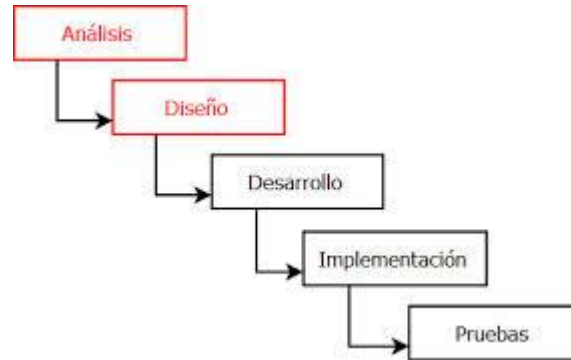 Análisis
Diseño
Desarrollo
Implementación
Pruebas